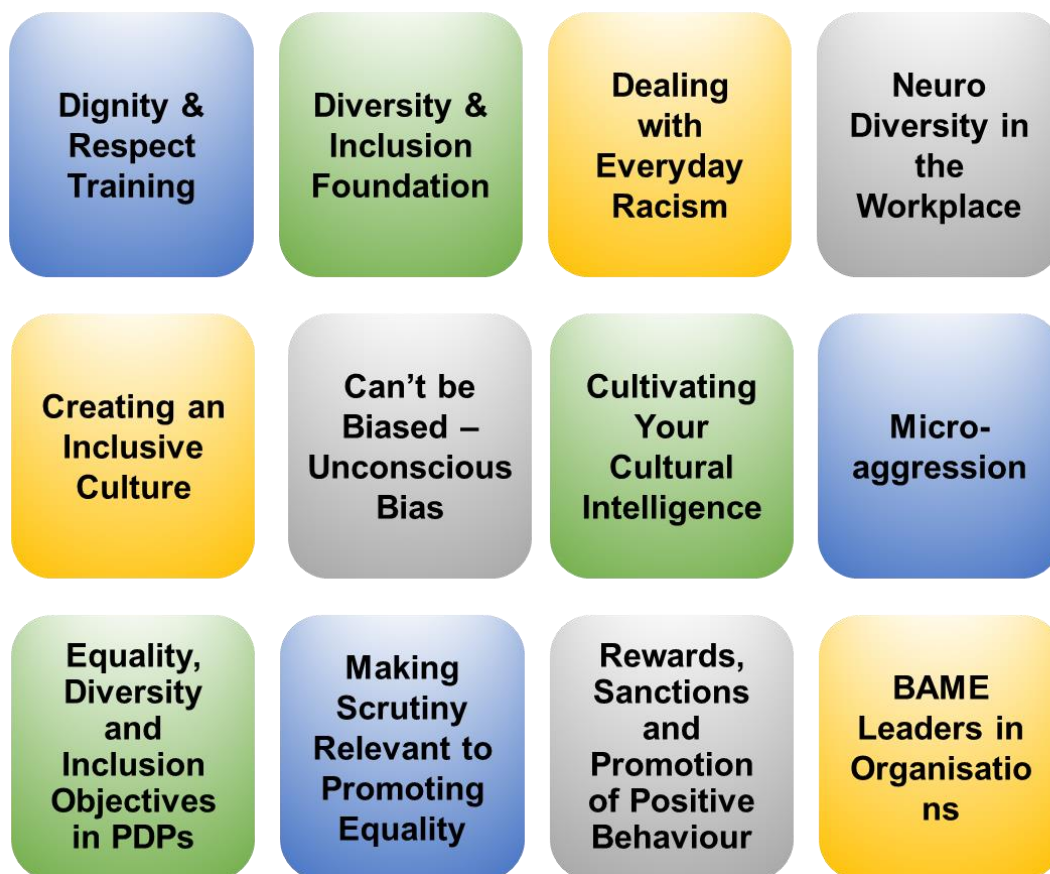 Dignity &
Respect
Training
Diversity &
Inclusion
Foundation
Dealing
with
Everyday
Racism
Neuro
Diversity in
the
Workplace
Creating an
Inclusive
Culture
Can’t be
Biased –
Unconscious
Bias
Cultivating
Your
Cultural
Intelligence
Micro-
aggression
Equality,
Diversity
and
Inclusion
Objectives
in PDPs
Making
Scrutiny
Relevant to
Promoting
Equality
Rewards,
Sanctions
and
Promotion
of Positive
Behaviour
BAME
Leaders in
Organisatio
ns